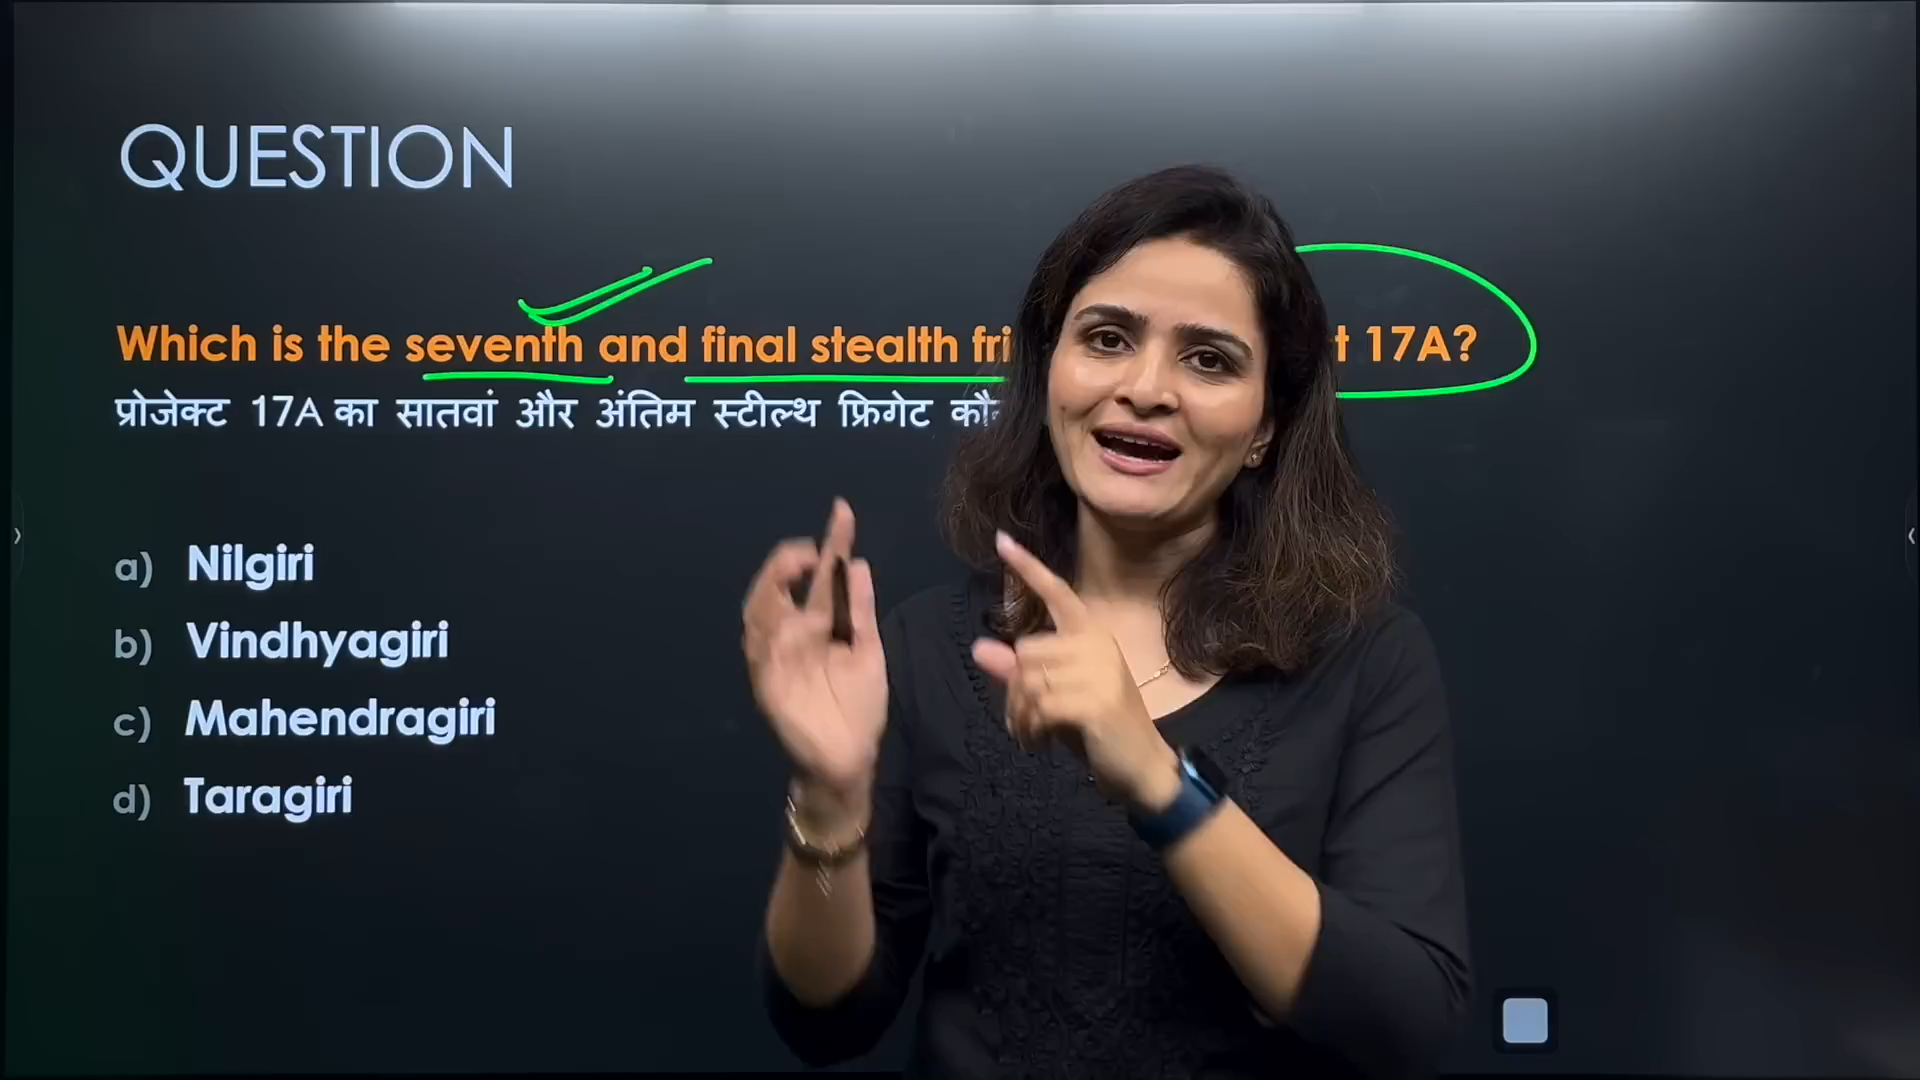 QUESTION
Which is the seventh and final stealth fri t 17A?
प्रोजेक्ट 17A का सातवां और अंतिम स्टील्थ फ्रिगेट
a) Nilgiri
b) Vindhyagiri
c) Mahendragiri
d) Taragiri